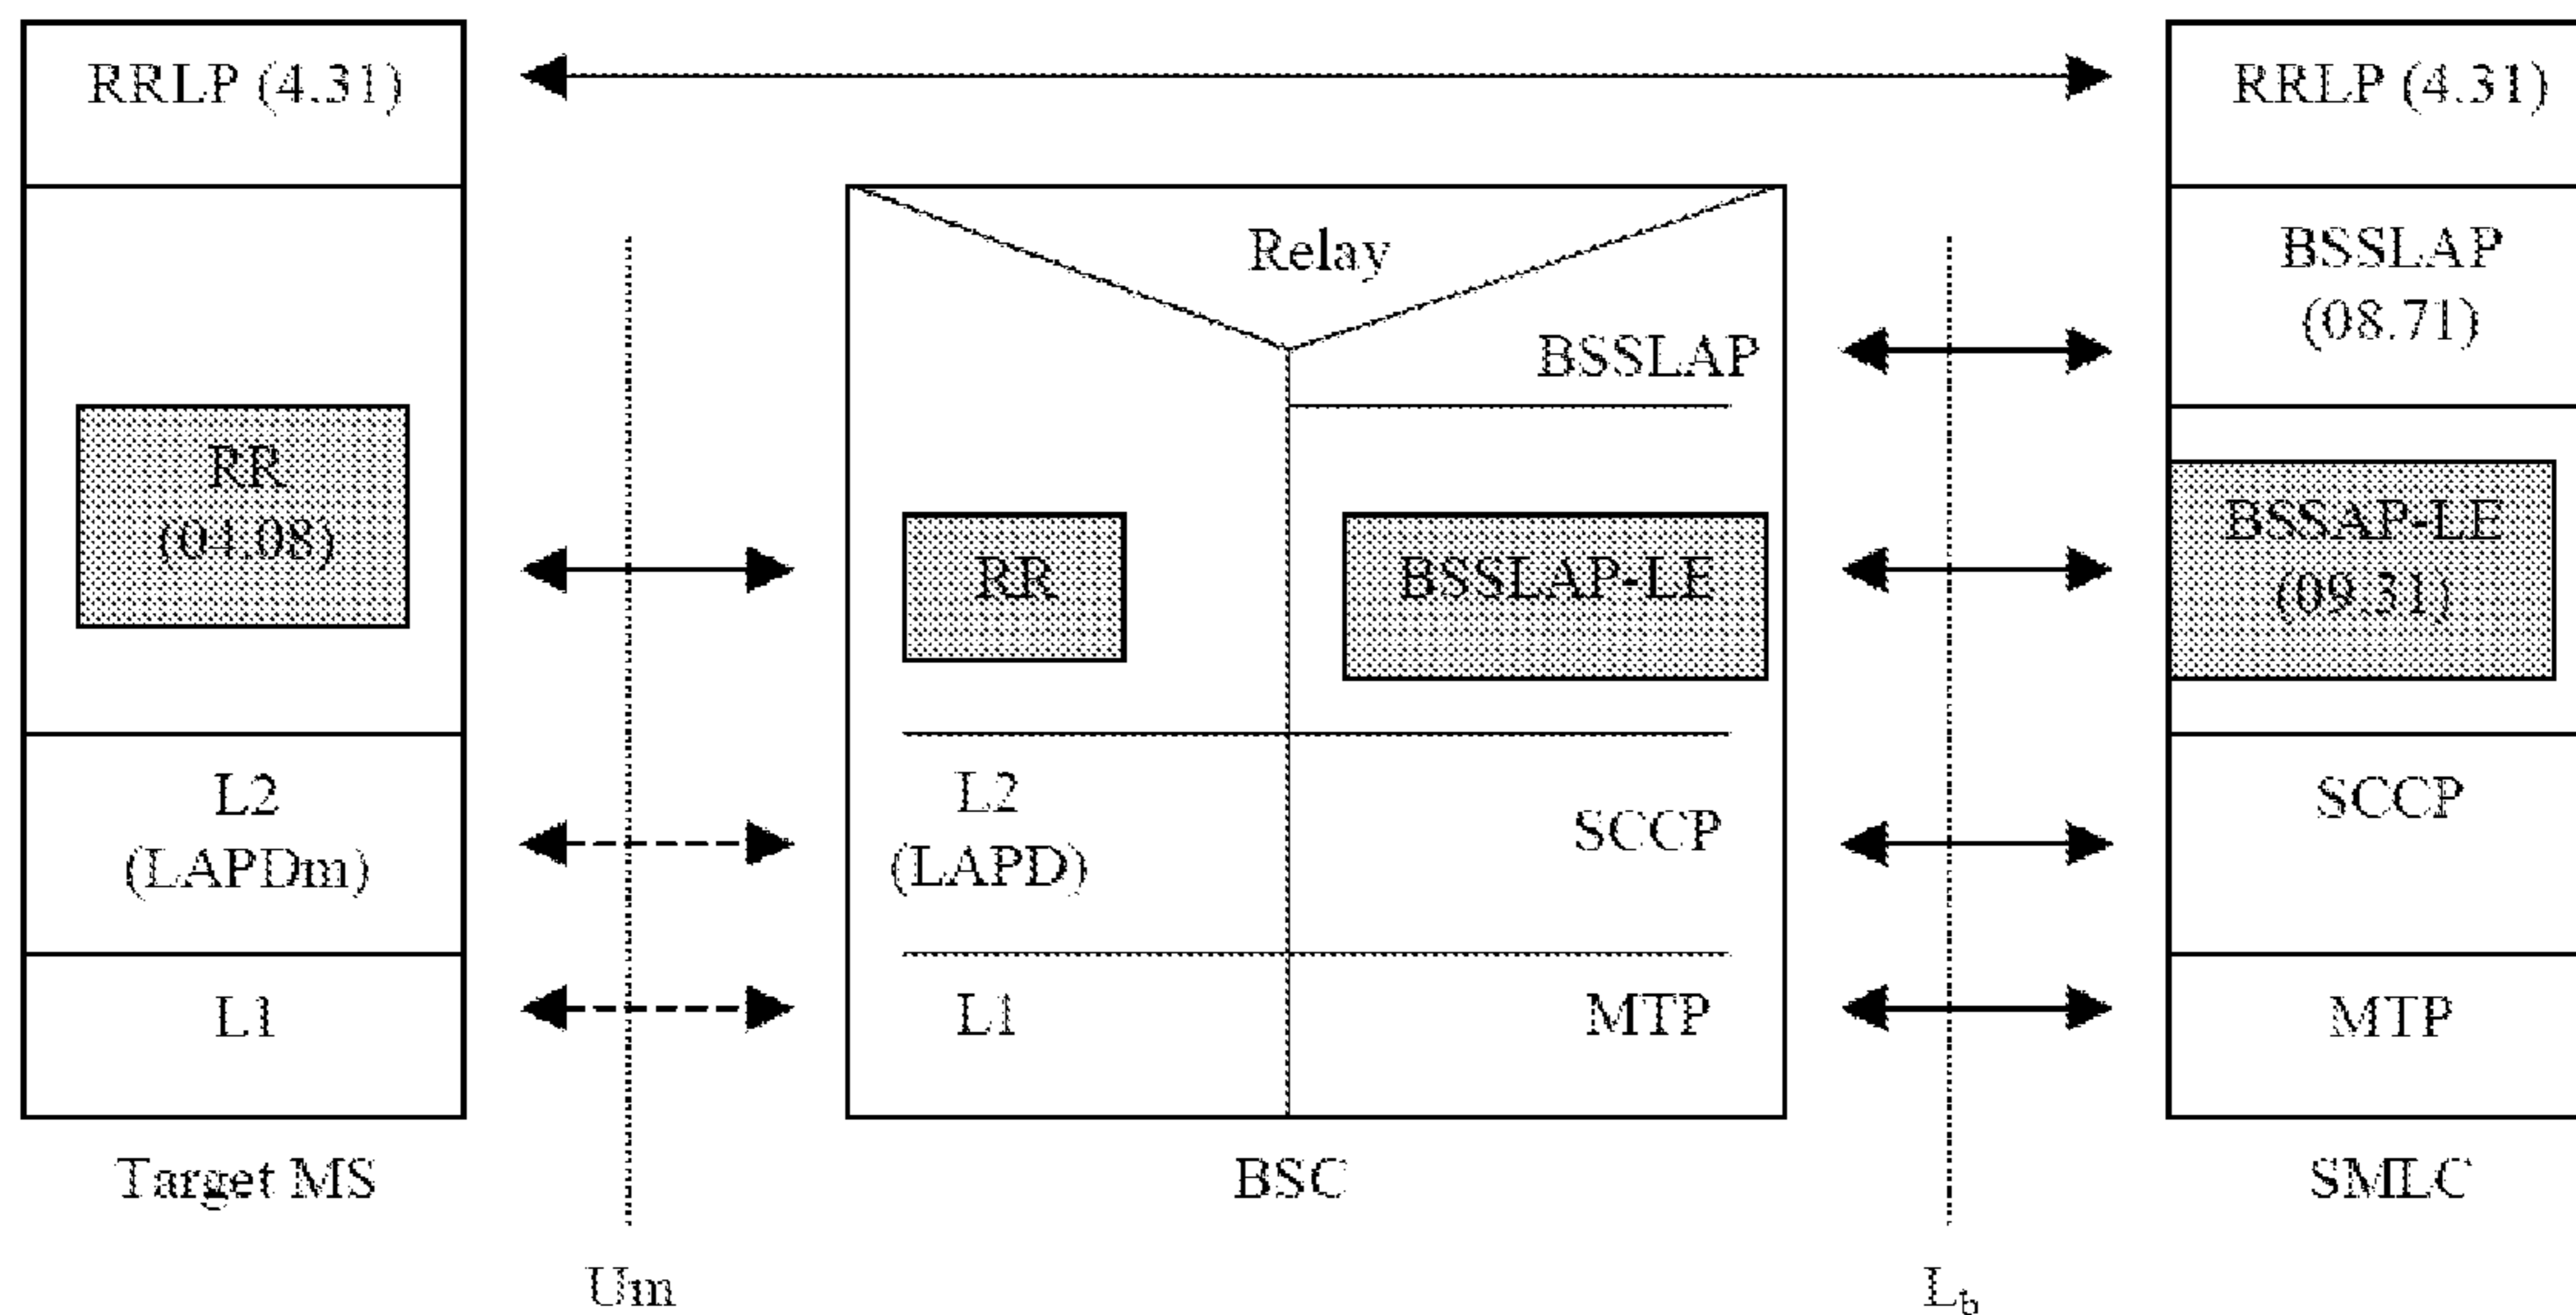 RRLP (4.31)
RR
(04.08)
L2
(LAPDm)
L1
Target MS
Um
Relay
BSSLAP
RR
BSSLAP-LE
L2
(LAPD)
SCCP
L1
MTP
BSC
Lb
RRLP (4.31)
BSSLAP
(08.71)
BSSAP-LE
(09.31)
SCCP
MTP
SMLC